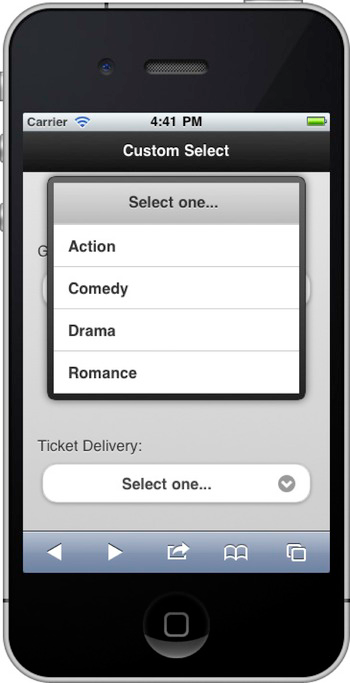 Carrier 4:41 PM
Custom Select
Select one...
G
Action
Comedy
Drama
Romance
Ticket Delivery:
Select one...